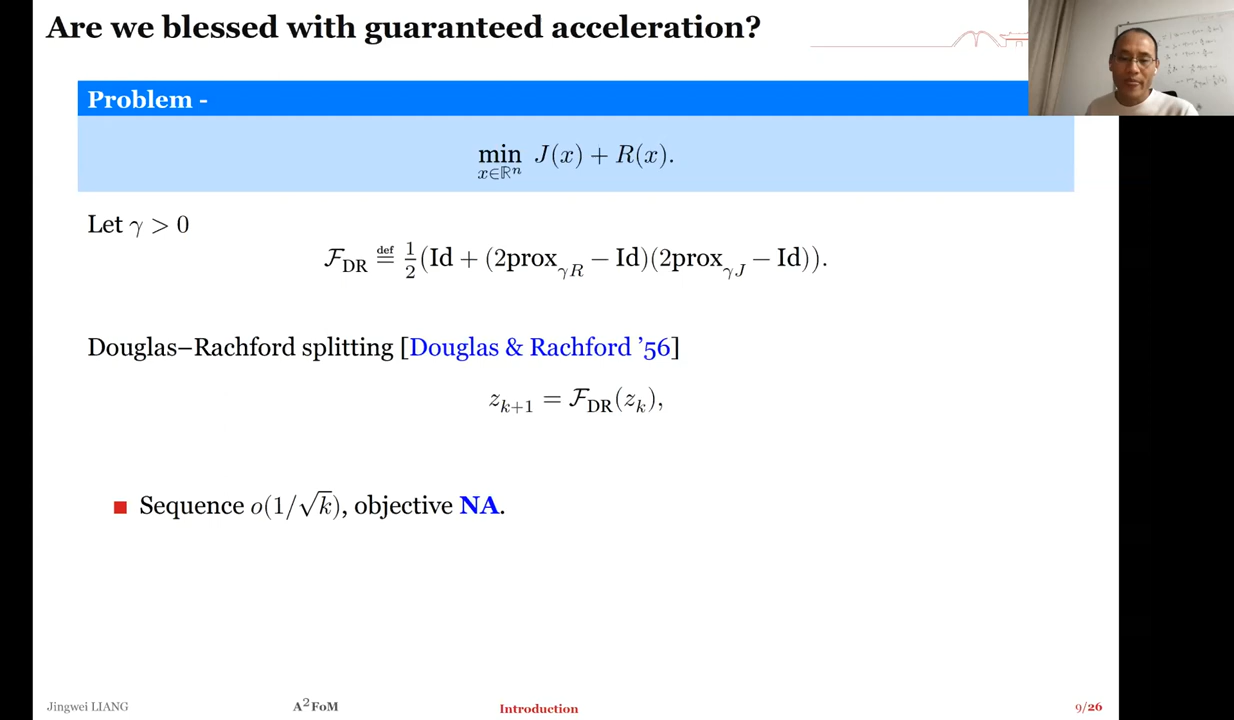 Are we blessed with guaranteed acceleration?
Problem -
min_{x∈ℝⁿ} J(x) + R(x).
Let γ > 0
ℱ_DR ≝ 1/2 (Id + (2prox_{γR} − Id)(2prox_{γJ} − Id)).
Douglas–Rachford splitting [Douglas & Rachford ’56]
z_{k+1} = ℱ_DR(z_k),
Sequence o(1/√k), objective NA.
Jingwei LIANG A²FoM Introduction 9/26